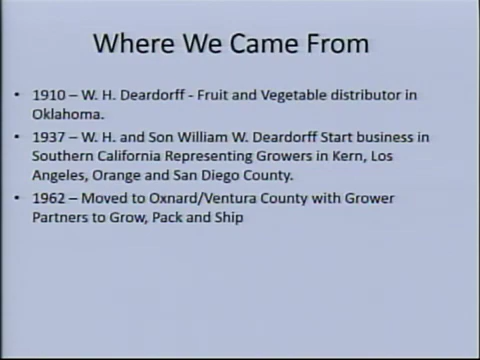 Where We Came From
• 1910 – W. H. Deardorff - Fruit and Vegetable distributor in
Oklahoma.
• 1937 – W. H. and Son William W. Deardorff Start business in
Southern California Representing Growers in Kern, Los
Angeles, Orange and San Diego County.
• 1962 – Moved to Oxnard/Ventura County with Grower
Partners to Grow, Pack and Ship